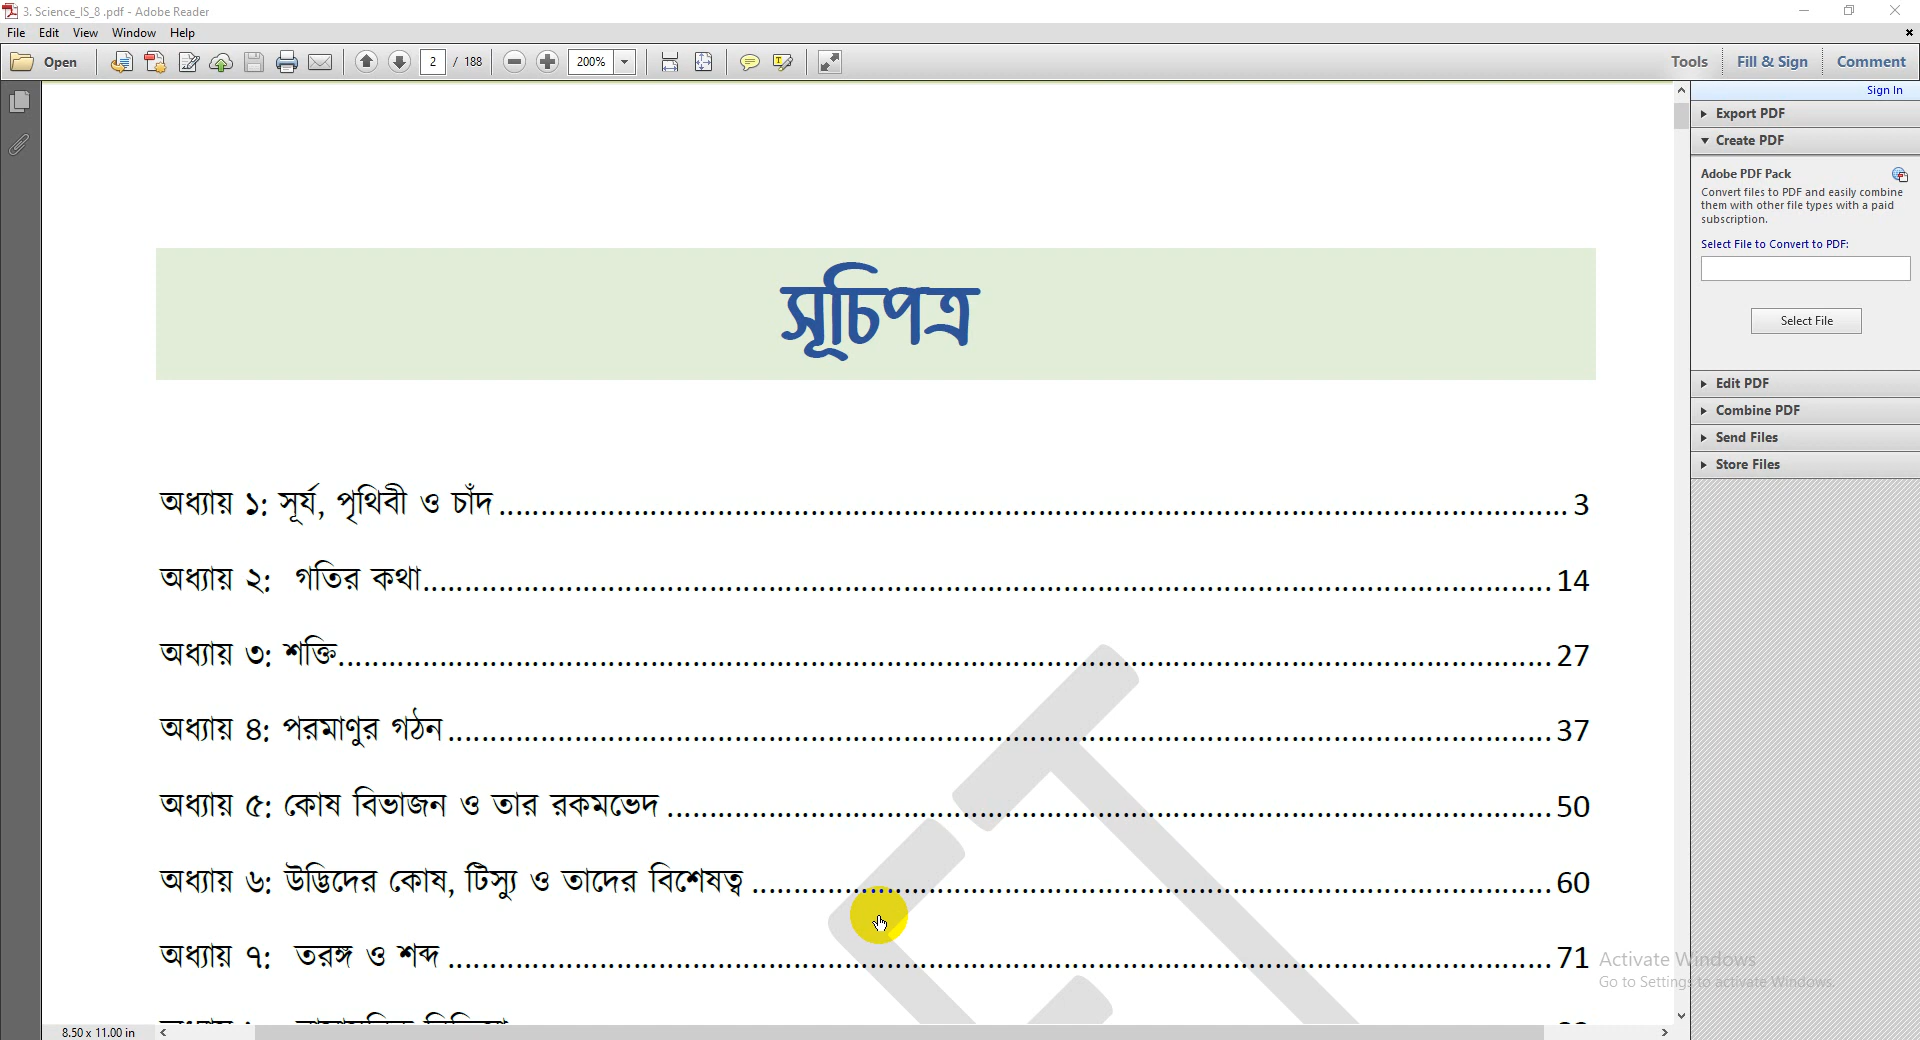 3. Science_IS_8 .pdf - Adobe Reader
File Edit View Window Help
Open 2 / 188 200% Tools Fill & Sign Comment
Sign In
Export PDF
Create PDF
Adobe PDF Pack
Convert files to PDF and easily combine
them with other file types with a paid
subscription.
Select File to Convert to PDF:
Select File
Edit PDF
Combine PDF
Send Files
Store Files
সূচিপত্র
অধ্যায় ১: সূর্য, পৃথিবী ও চাঁদ 3
অধ্যায় ২: গতির কথা 14
অধ্যায় ৩: শক্তি 27
অধ্যায় ৪: পরমাণুর গঠন 37
অধ্যায় ৫: কোষ বিভাজন ও তার রকমভেদ 50
অধ্যায় ৬: উদ্ভিদের কোষ, টিস্যু ও তাদের বিশেষত্ব 60
অধ্যায় ৭: তরঙ্গ ও শব্দ 71
Activate Windows
Go to Settings to activate Windows.
8.50 x 11.00 in